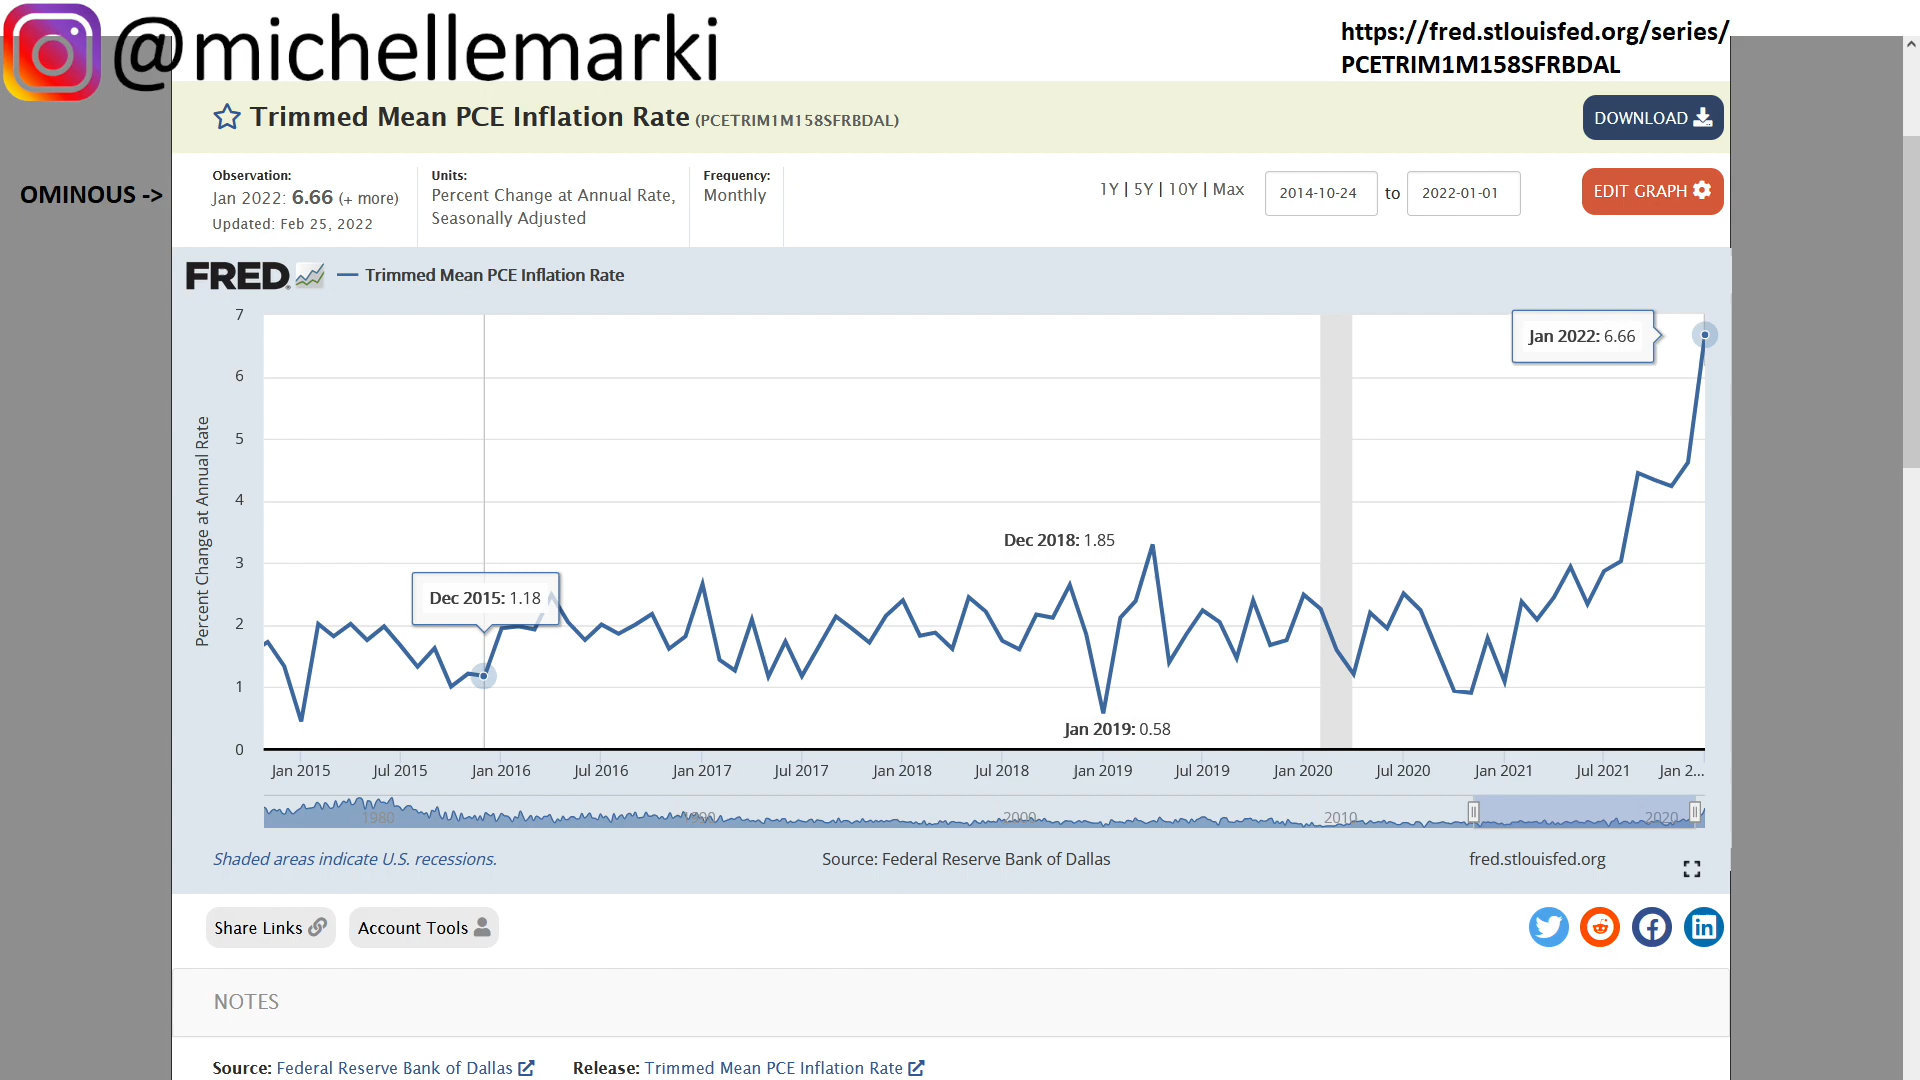 @michellemarki
https://fred.stlouisfed.org/series/
PCETRIM1M158SFRBDAL
Trimmed Mean PCE Inflation Rate (PCETRIM1M158SFRBDAL)
DOWNLOAD
OMINOUS ->
Observation:
Jan 2022: 6.66 (+ more)
Updated: Feb 25, 2022
Units:
Percent Change at Annual Rate,
Seasonally Adjusted
Frequency:
Monthly
1Y | 5Y | 10Y | Max
2014-10-24 to 2022-01-01
EDIT GRAPH
FRED
Trimmed Mean PCE Inflation Rate
Percent Change at Annual Rate
7
6
5
4
3
2
1
0
Jan 2022: 6.66
Dec 2018: 1.85
Dec 2015: 1.18
Jan 2019: 0.58
Jan 2015 Jul 2015 Jan 2016 Jul 2016 Jan 2017 Jul 2017 Jan 2018 Jul 2018 Jan 2019 Jul 2019 Jan 2020 Jul 2020 Jan 2021 Jul 2021 Jan 2...
1980 1990 2000 2010 2020
Shaded areas indicate U.S. recessions.
Source: Federal Reserve Bank of Dallas
fred.stlouisfed.org
Share Links
Account Tools
NOTES
Source: Federal Reserve Bank of Dallas
Release: Trimmed Mean PCE Inflation Rate